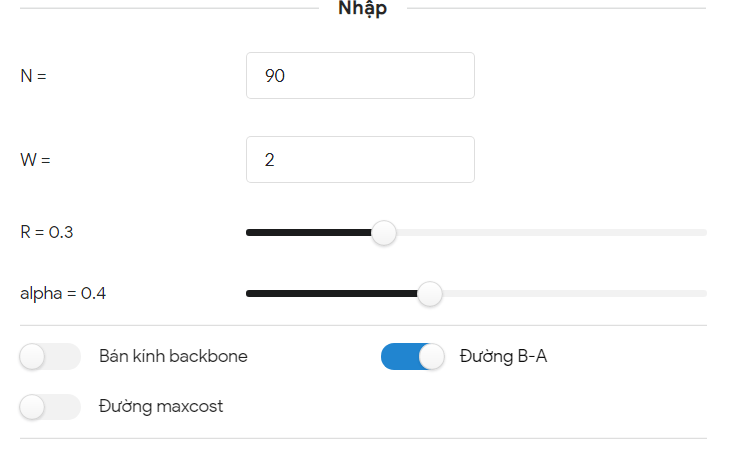 Nhập
N = 90
W = 2
R = 0.3
alpha = 0.4
Bán kính backbone Đường B-A
Đường maxcost